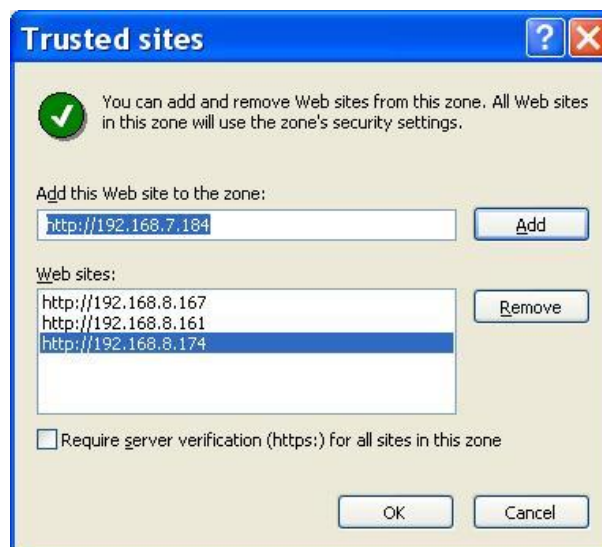 Trusted sites
You can add and remove Web sites from this zone. All Web sites
in this zone will use the zone's security settings.
Add this Web site to the zone:
http://192.168.7.184
Add
Web sites:
http://192.168.8.167
http://192.168.8.161
http://192.168.8.174
Remove
Require server verification (https:) for all sites in this zone
OK
Cancel